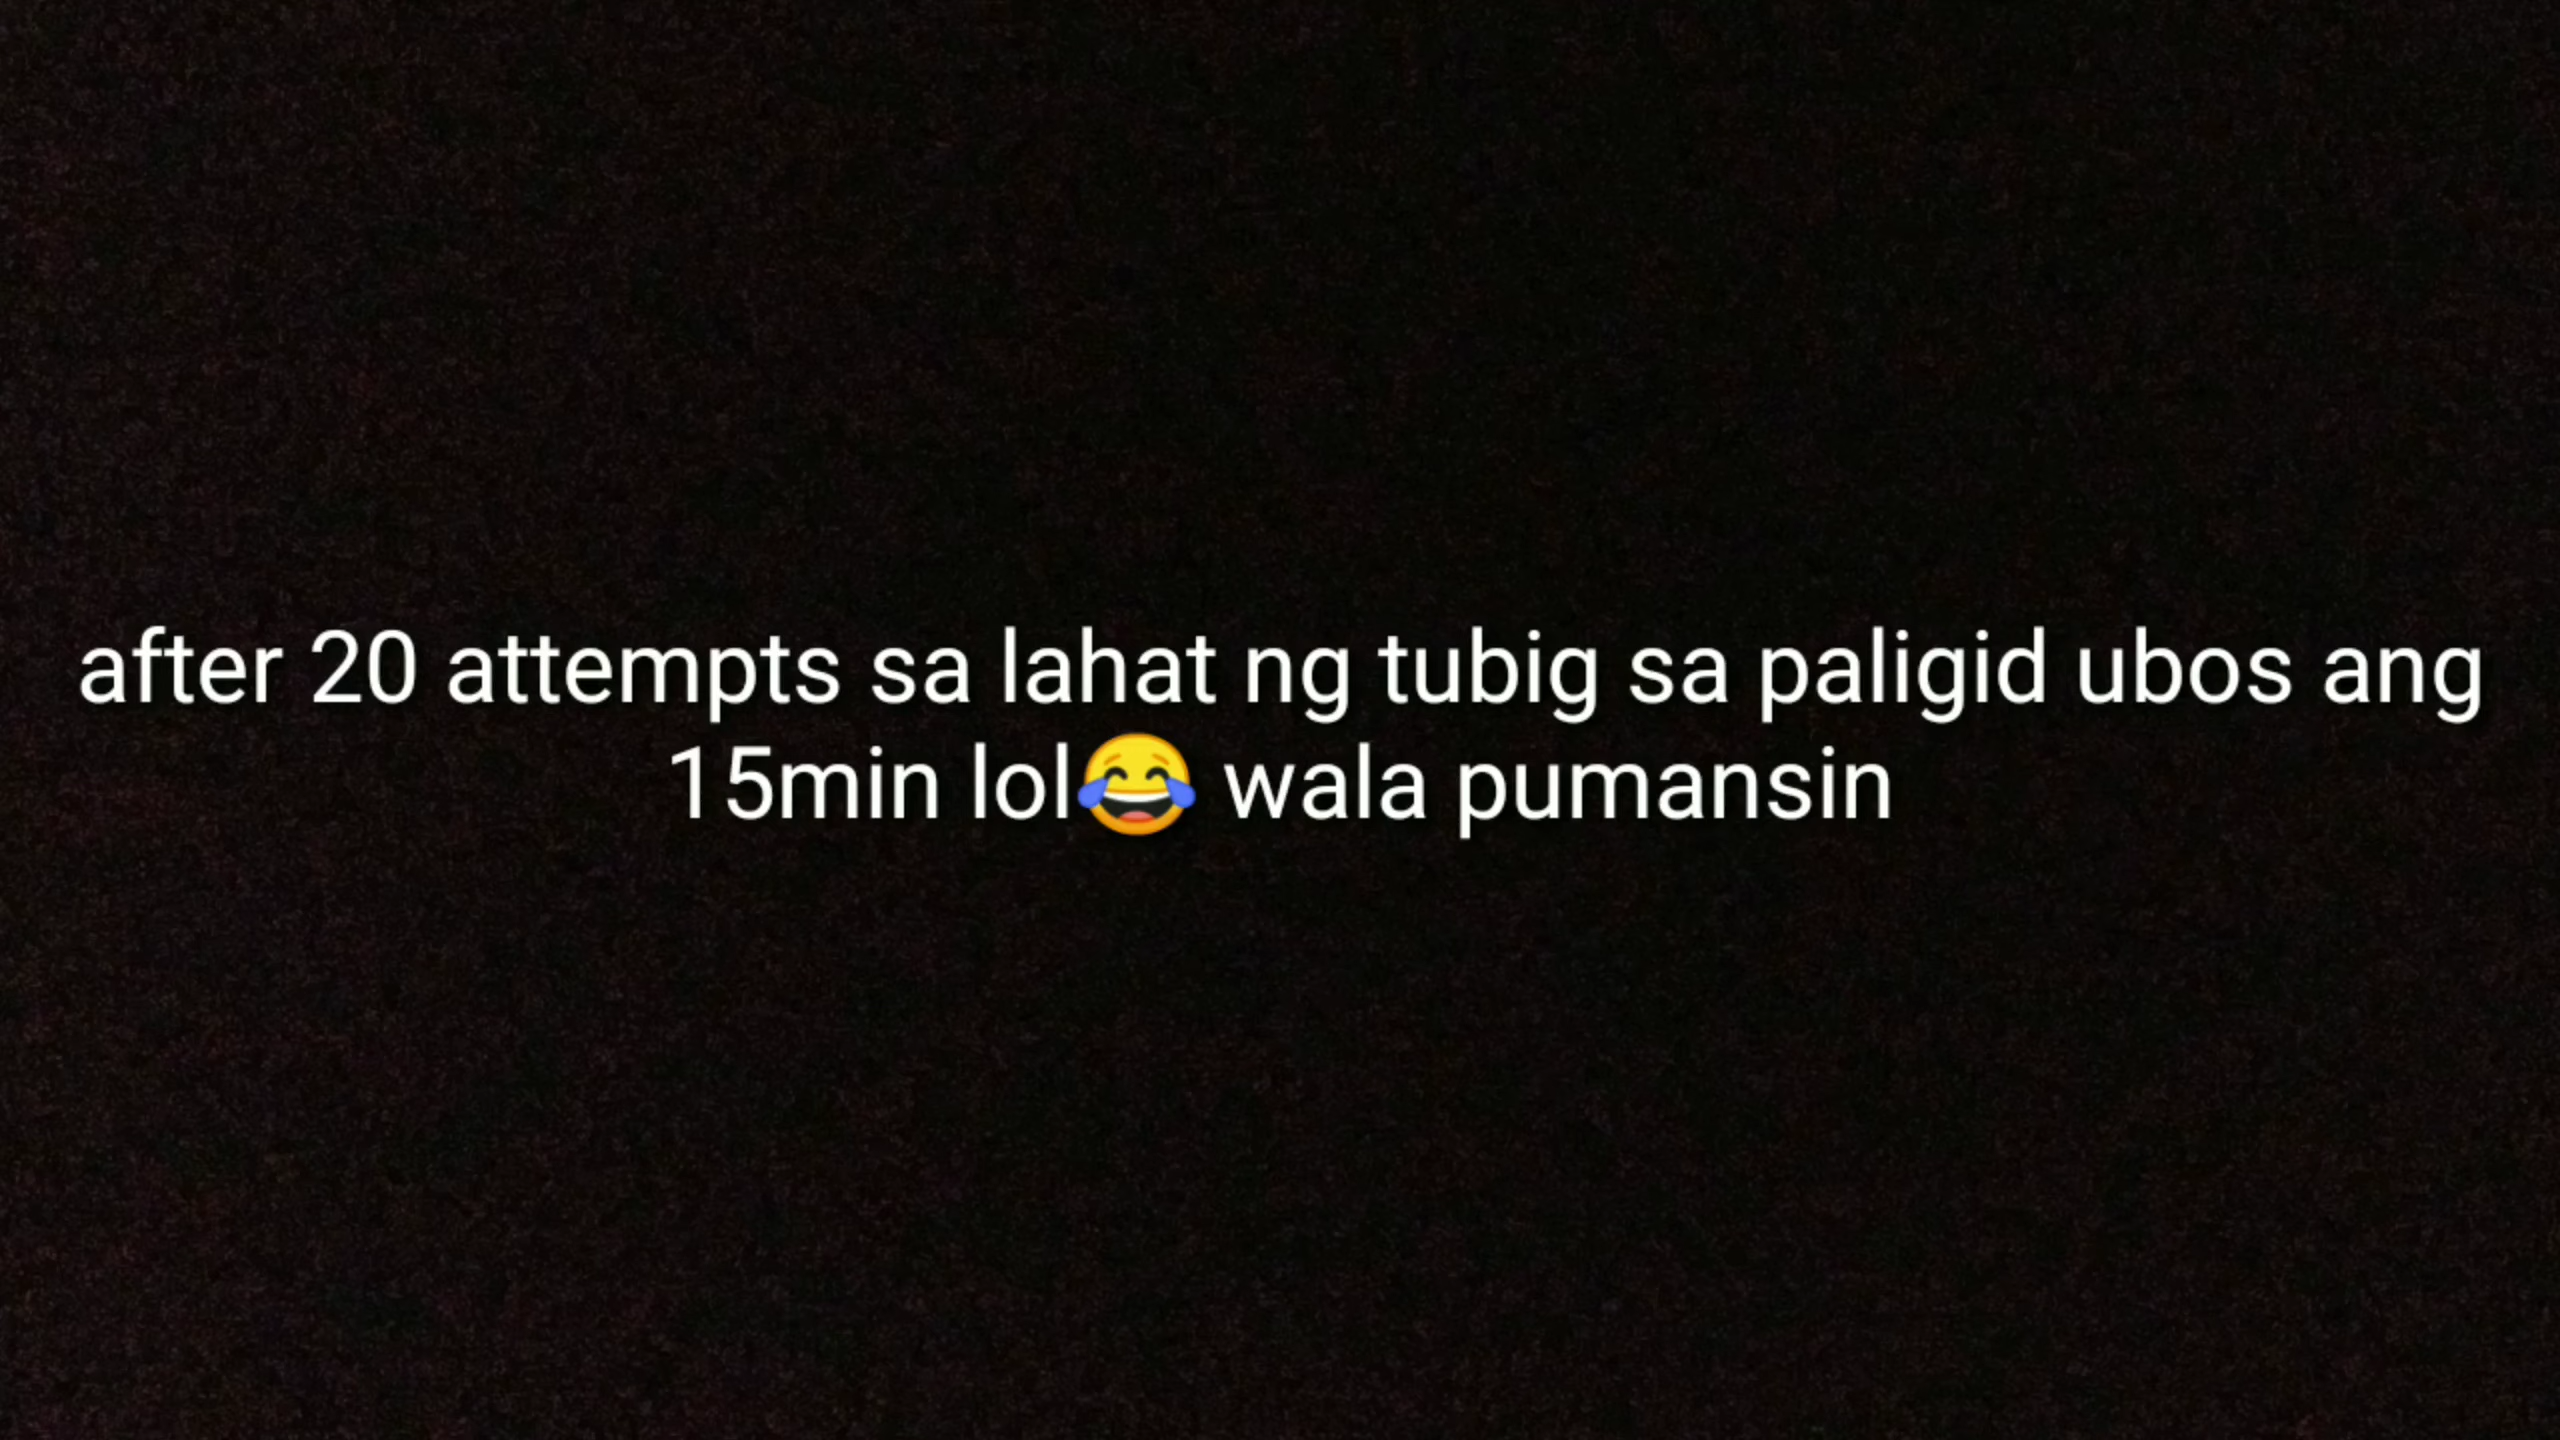 after 20 attempts sa lahat ng tubig sa paligid ubos ang
15min lol😂 wala pumansin